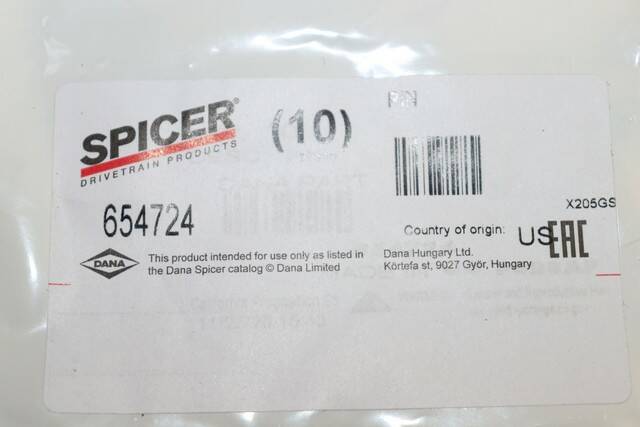 PIN
SPICER®
DRIVETRAIN PRODUCTS
(10)
X205GS
654724
Country of origin: US
EAC
DANA
This product intended for use only as listed in
the Dana Spicer catalog © Dana Limited
Dana Hungary Ltd.
Körtefa st, 9027 Győr, Hungary